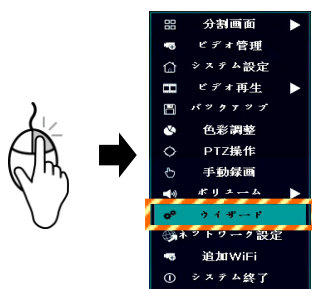 分割画面
ビデオ管理
システム設定
ビデオ再生
バックアップ
色彩調整
PTZ操作
手動録画
ボリューム
ウイザード
ネットワーク設定
追加WiFi
システム終了